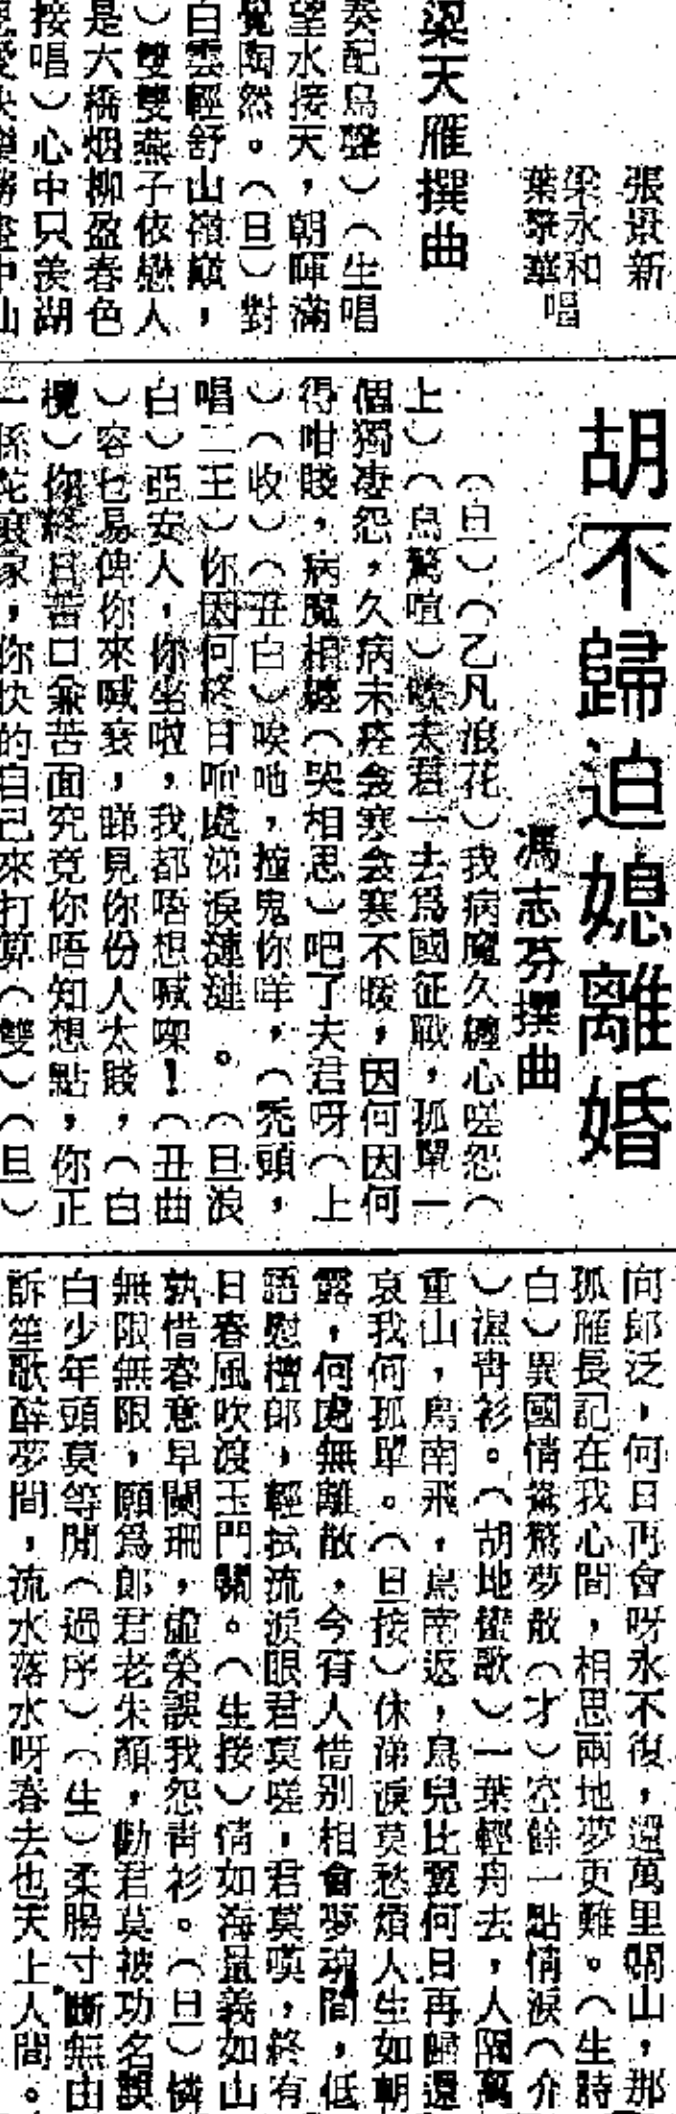 張景新
梁永和
葉擎華
唱
梁天雁撰曲
奏配鳥聲）（生唱
望水接天，朝暉滿
覺陶然。（旦）對
白雲輕舒山嶺巔，
）雙雙燕子依戀人
是六橋烟柳盈春色
接唱）心中只羡湖
胡不歸迫媳離婚
馮志芬撰曲
（旦）（乙凡浪花）我病魔久纏心嗟怨（
上）（鳥驚喧）嘆夫君一去爲國征戰，孤單一
個獨凄怨，久病未痊食寒食寒不暖，因何因何
得咁賤，病魔相纏（哭相思）吧了夫君呀（上
）（收）（丑白）唉吔，撞鬼你咩，（禿頭，
唱二王）你因何終日响處涕淚漣漣。（旦浪
白）亞安人，你坐啦，我都唔想喊㗎！（丑曲
）容乜易俾你來喊衰，睇見你份人太賤，（白
欖）你終日苦口兼苦面究竟你唔知想點，你正
一係陀衰家，你快的自己來打算（雙）（旦）
向郎泛，何日再會呀永不復，還萬里關山，那
孤雁長記在我心間，相思兩地夢更難。（生詩
白）異國情鴛驚夢散（才）空餘一點情淚（介
）濕青衫。（胡地蠻歌）一葉輕舟去，人隔萬
重山，鳥南飛，鳥南返，鳥兒比翼何日再歸還
哀我何孤單。（旦接）休涕淚莫愁煩人生如朝
露，何處無離散，今宵人惜別相會夢魂間，低
語慰檀郎，輕拭流淚眼君莫嗟，君莫嘆，終有
日春風吹渡玉門關。（生接）情如海量義如山
孰惜春意早闌珊，虛榮誤我怨青衫。（旦）憐
無限無限，願爲郎君老朱顏，勸君莫被功名誤
白少年頭莫等閒（過序）（生）柔腸寸斷無由
訴笙歌醉夢間，流水落水呀春去也天上人間。